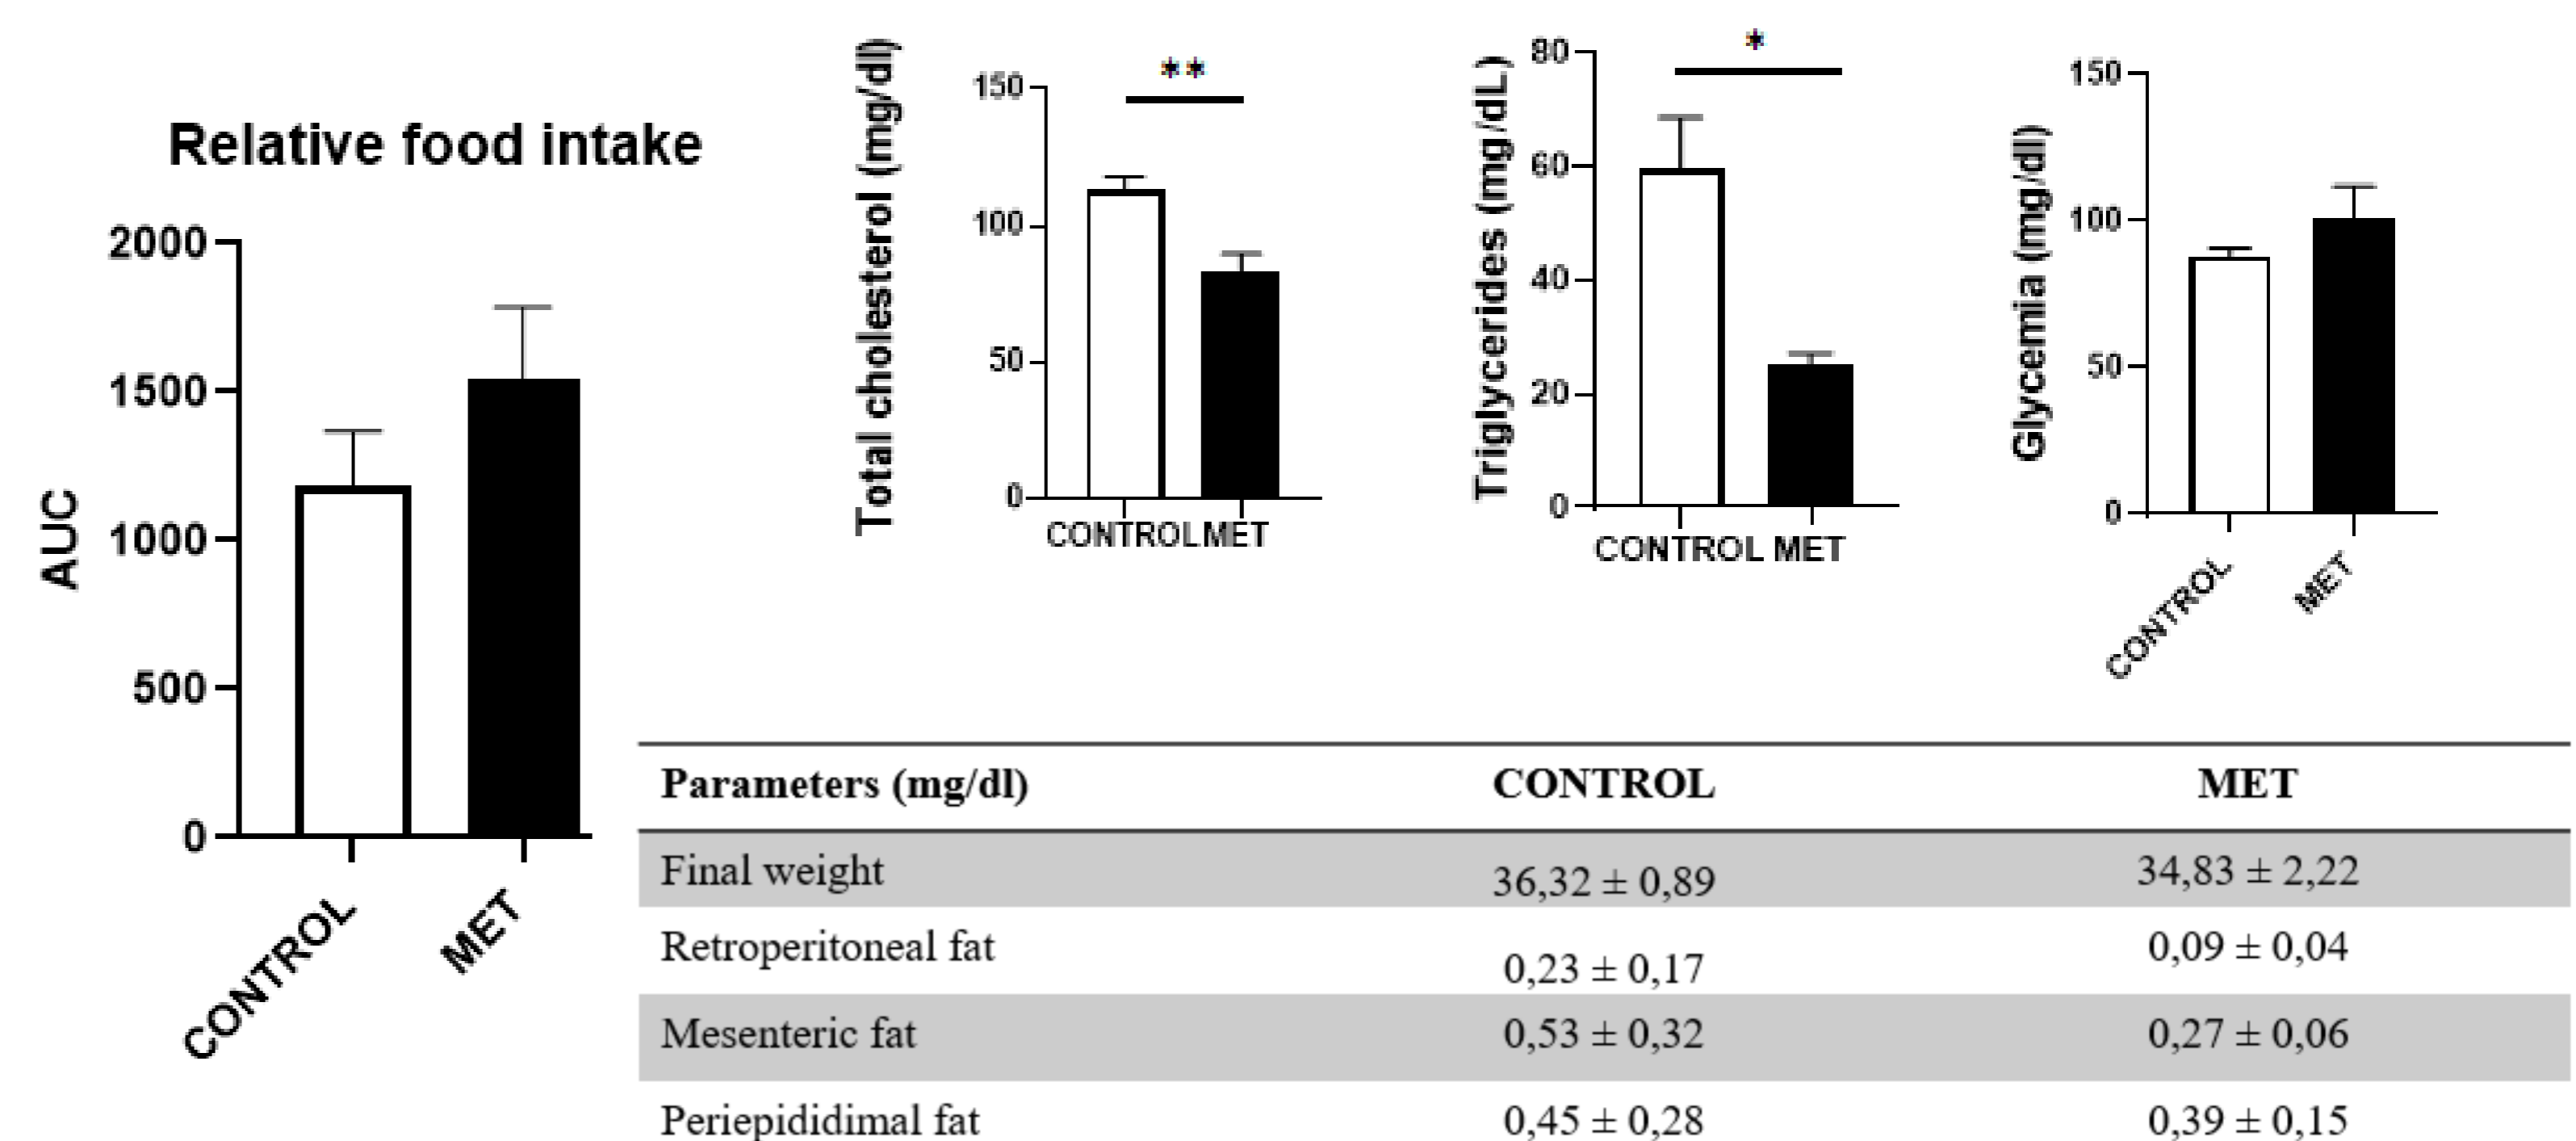 Relative food intake
AUC
2000
1500
1000
500
0
CONTROL
MET
Total cholesterol (mg/dl)
**
150
100
50
0
CONTROL MET
Triglycerides (mg/dL)
*
80
60
40
20
0
CONTROL MET
Glycemia (mg/dl)
150
100
50
0
CONTROL
MET
Parameters (mg/dl) CONTROL MET
Final weight 36,32 ± 0,89 34,83 ± 2,22
Retroperitoneal fat 0,23 ± 0,17 0,09 ± 0,04
Mesenteric fat 0,53 ± 0,32 0,27 ± 0,06
Periepididimal fat 0,45 ± 0,28 0,39 ± 0,15